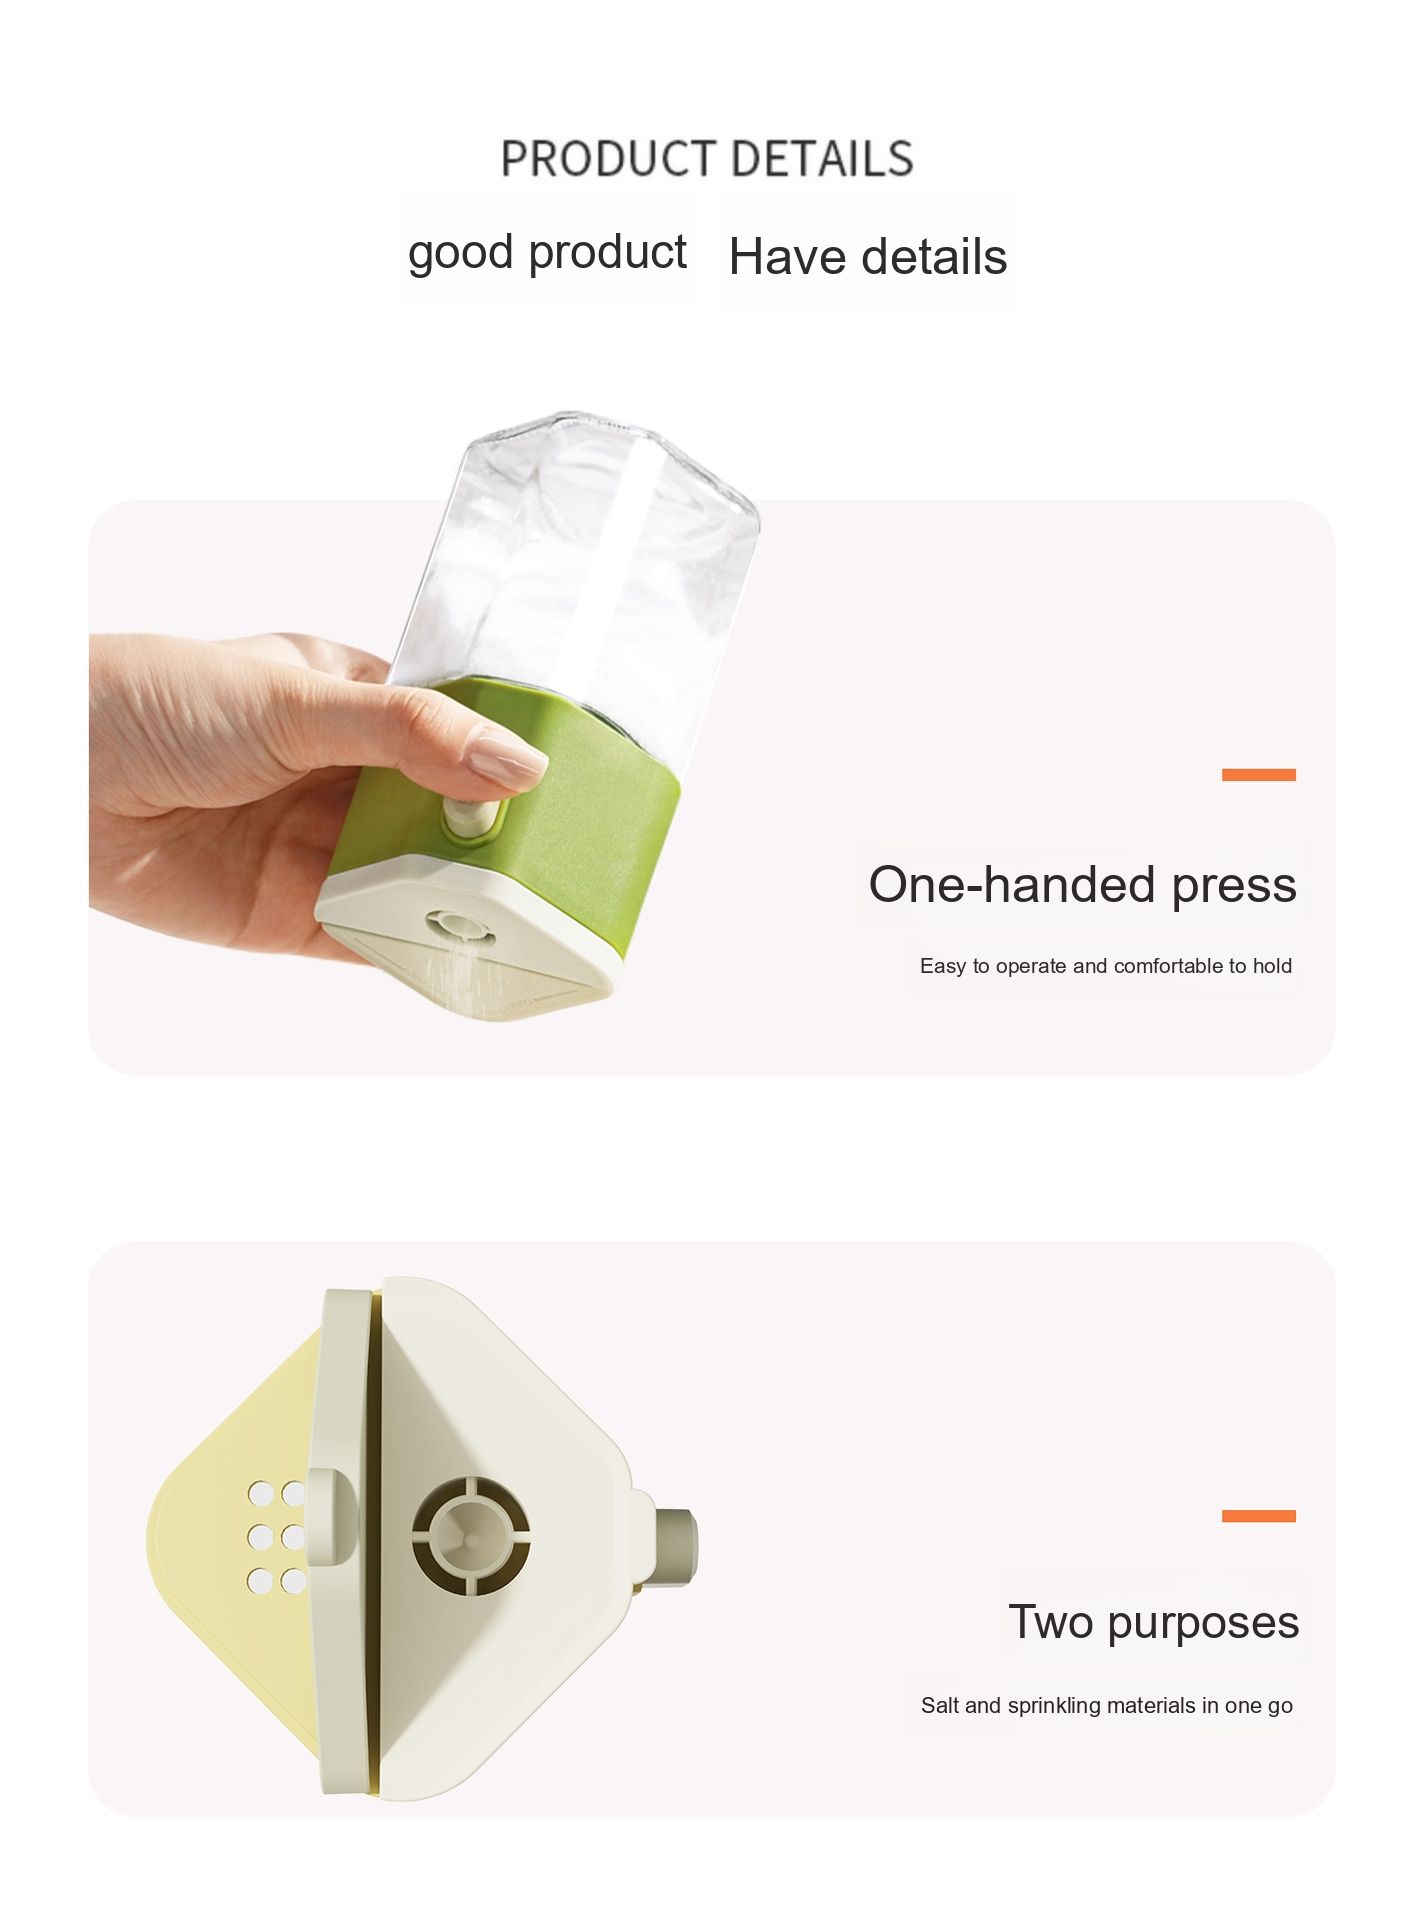 PRODUCT DETAILS
good product Have details
One-handed press
Easy to operate and comfortable to hold
Two purposes
Salt and sprinkling materials in one go